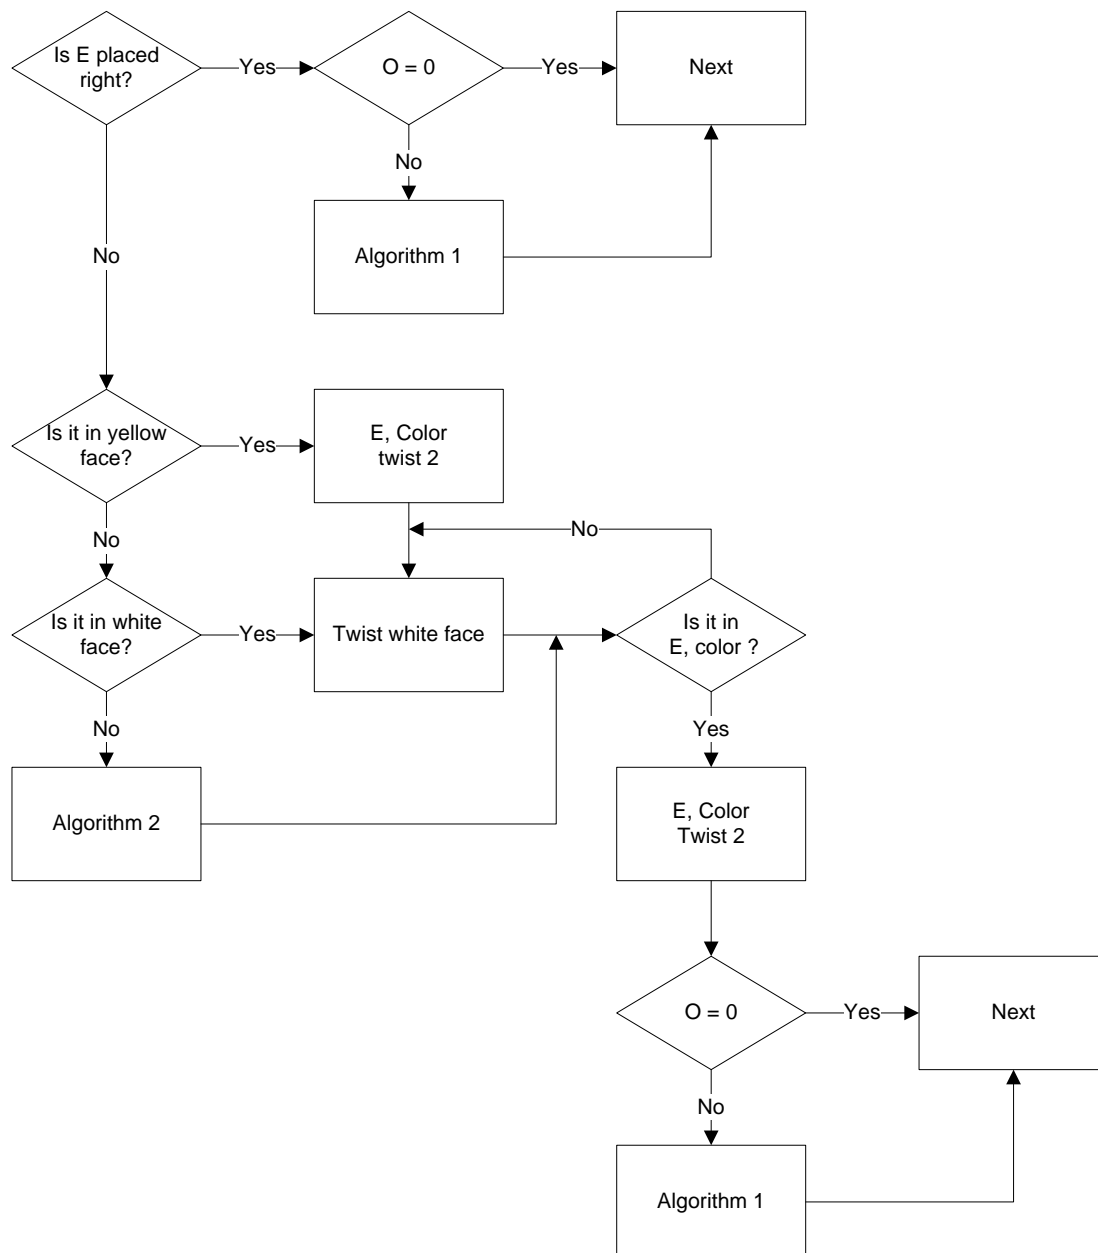 Is E placed
right?
Yes
O = 0
Yes
Next
No
Algorithm 1
No
Is it in yellow
face?
Yes
E, Color
twist 2
No
No
Is it in white
face?
Yes
Twist white face
Is it in
E, color ?
No
Yes
Algorithm 2
E, Color
Twist 2
O = 0
Yes
Next
No
Algorithm 1